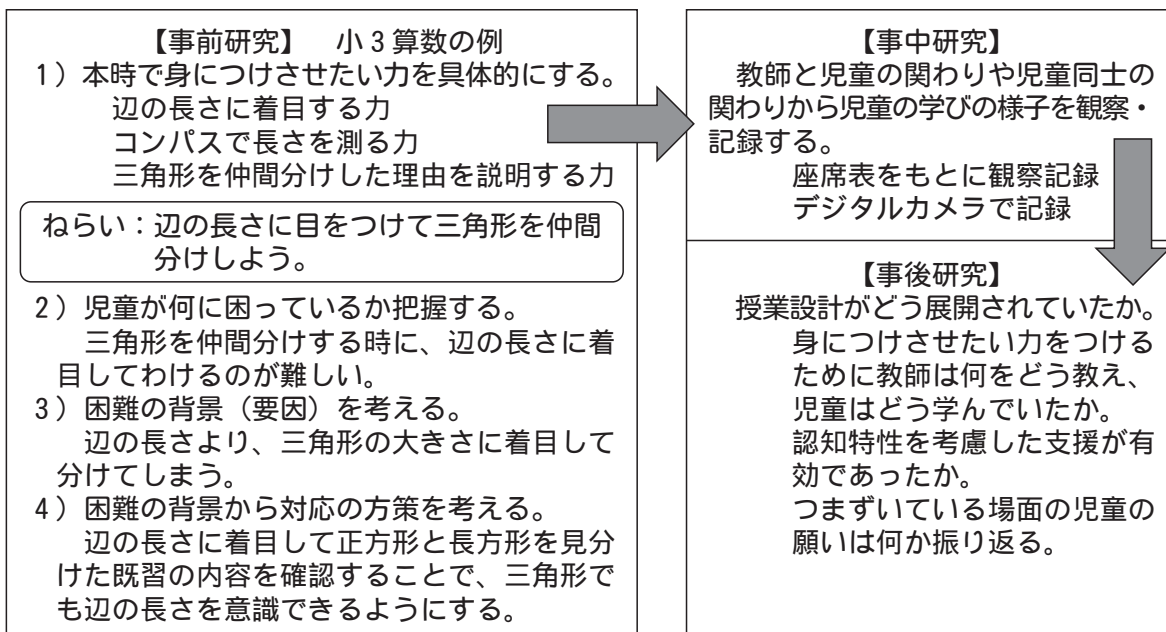 【事前研究】 小3算数の例
1)本時で身につけさせたい力を具体的にする。
辺の長さに着目する力
コンパスで長さを測る力
三角形を仲間分けした理由を説明する力
ねらい:辺の長さに目をつけて三角形を仲間
分けしよう。
2)児童が何に困っているか把握する。
三角形を仲間分けする時に、辺の長さに着
目してわけるのが難しい。
3)困難の背景(要因)を考える。
辺の長さより、三角形の大きさに着目して
分けてしまう。
4)困難の背景から対応の方策を考える。
辺の長さに着目して正方形と長方形を見分
けた既習の内容を確認することで、三角形で
も辺の長さを意識できるようにする。
【事中研究】
教師と児童の関わりや児童同士の
関わりから児童の学びの様子を観察・
記録する。
座席表をもとに観察記録
デジタルカメラで記録
【事後研究】
授業設計がどう展開されていたか。
身につけさせたい力をつける
ために教師は何をどう教え、
児童はどう学んでいたか。
認知特性を考慮した支援が有
効であったか。
つまずいている場面の児童の
願いは何か振り返る。